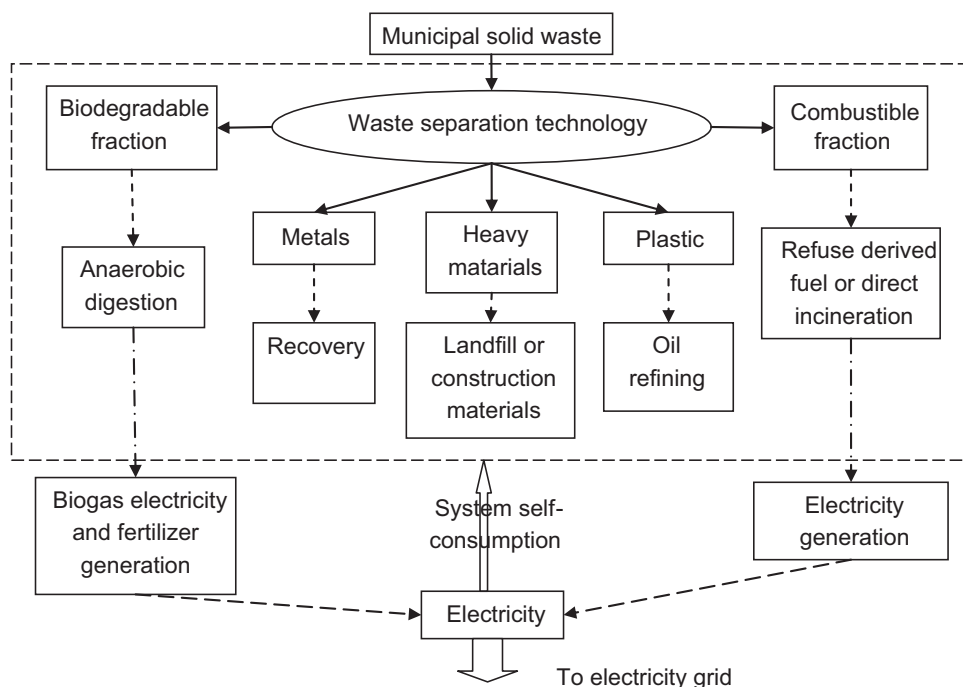 Municipal solid waste
Biodegradable
fraction
Waste separation technology
Combustible
fraction
Metals
Heavy
matarials
Plastic
Anaerobic
digestion
Refuse derived
fuel or direct
incineration
Recovery
Landfill or
construction
materials
Oil
refining
Biogas electricity
and fertilizer
generation
System self-
consumption
Electricity
generation
Electricity
To electricity grid